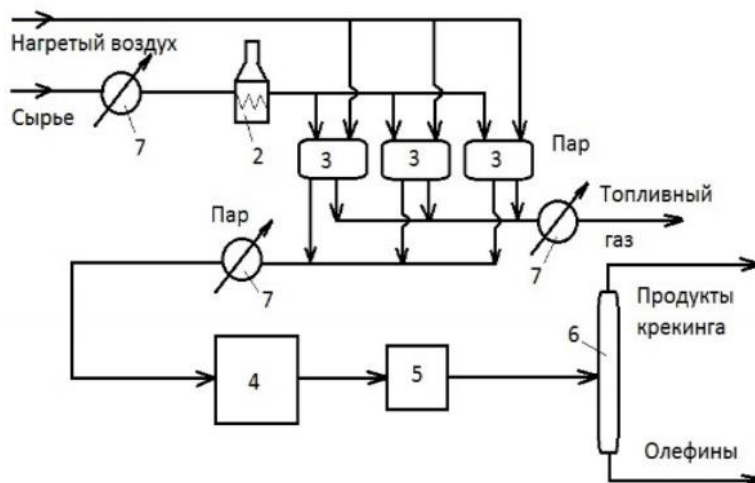 Нагретый воздух
Сырье
7
2
3 3 3
Пар
Топливный
газ
7
Пар
7
4
5
6
Продукты
крекинга
Олефины